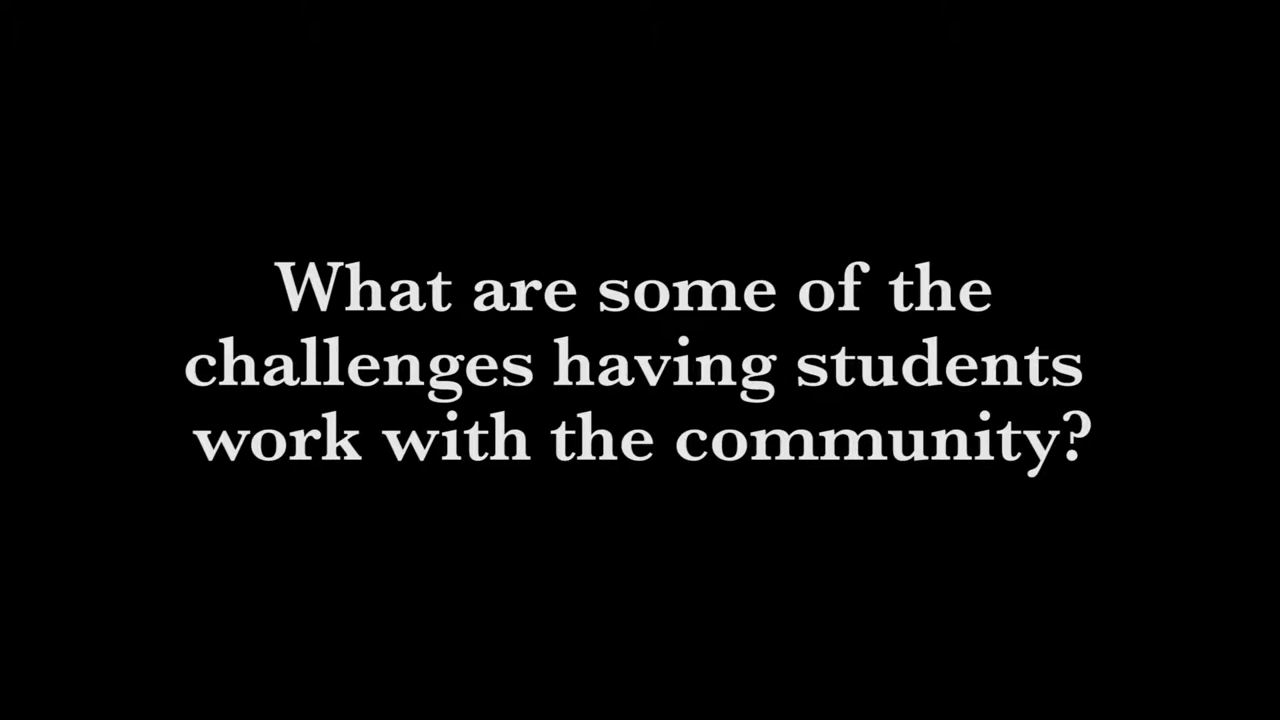 What are some of the
challenges having students
work with the community?